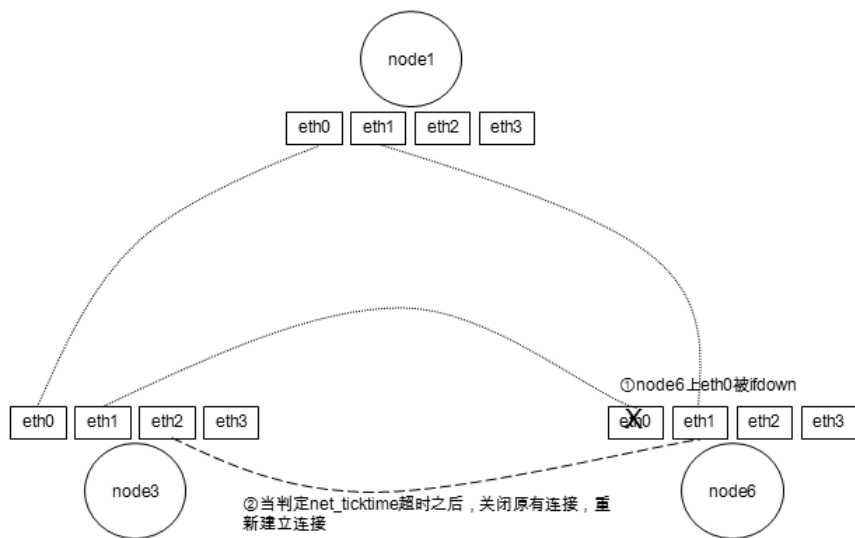 node1
eth0 eth1 eth2 eth3
①node6上eth0被ifdown
eth0 eth1 eth2 eth3
eth0 eth1 eth2 eth3
X
node3
node6
②当判定net_ticktime超时之后，关闭原有连接，重
新建立连接